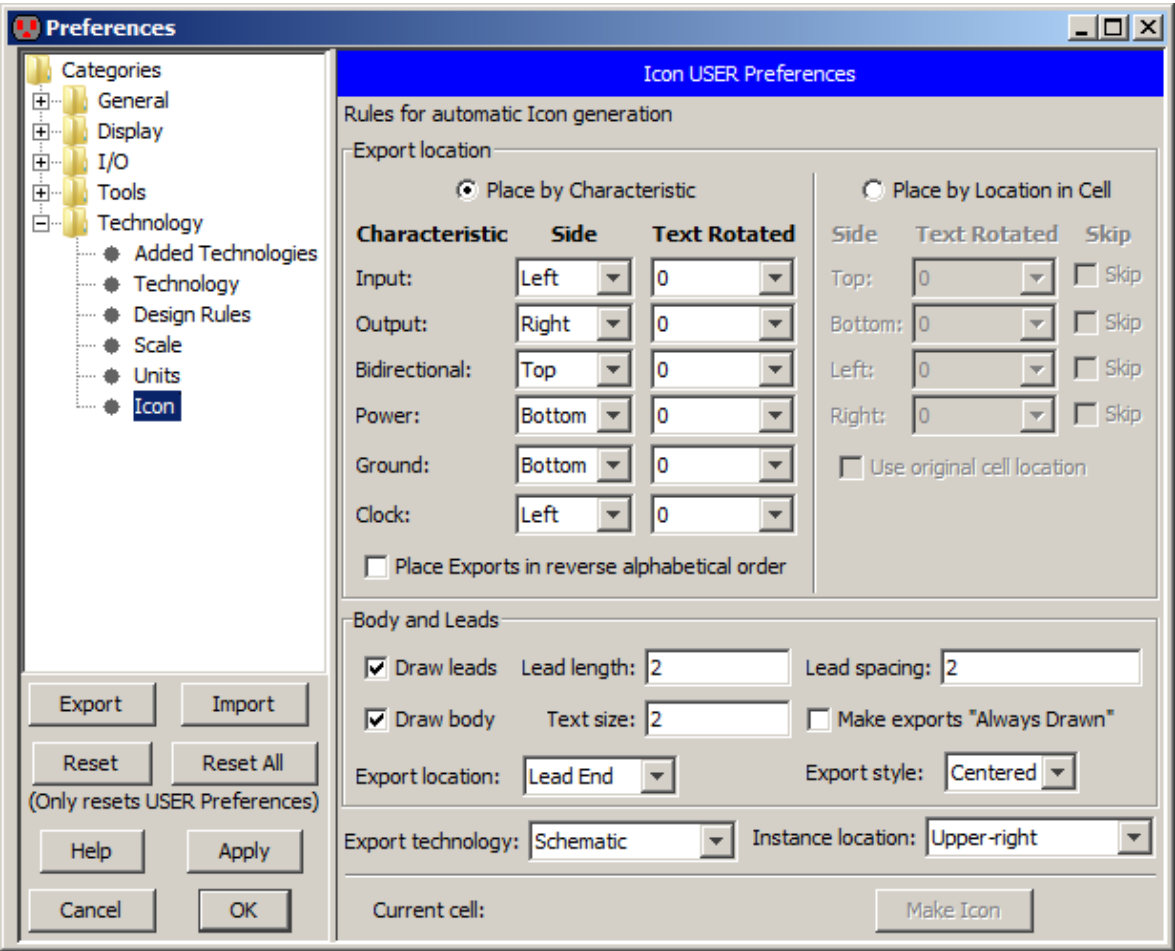 Preferences
Categories
General
Display
I/O
Tools
Technology
Added Technologies
Technology
Design Rules
Scale
Units
Icon
Export Import
Reset Reset All
(Only resets USER Preferences)
Help Apply
Cancel OK
Icon USER Preferences
Rules for automatic Icon generation
Export location
Place by Characteristic
Characteristic Side Text Rotated
Input: Left 0
Output: Right 0
Bidirectional: Top 0
Power: Bottom 0
Ground: Bottom 0
Clock: Left 0
Place Exports in reverse alphabetical order
Place by Location in Cell
Side Text Rotated Skip
Top: 0 Skip
Bottom: 0 Skip
Left: 0 Skip
Right: 0 Skip
Use original cell location
Body and Leads
Draw leads Lead length: 2 Lead spacing: 2
Draw body Text size: 2 Make exports "Always Drawn"
Export location: Lead End Export style: Centered
Export technology: Schematic Instance location: Upper-right
Current cell: Make Icon